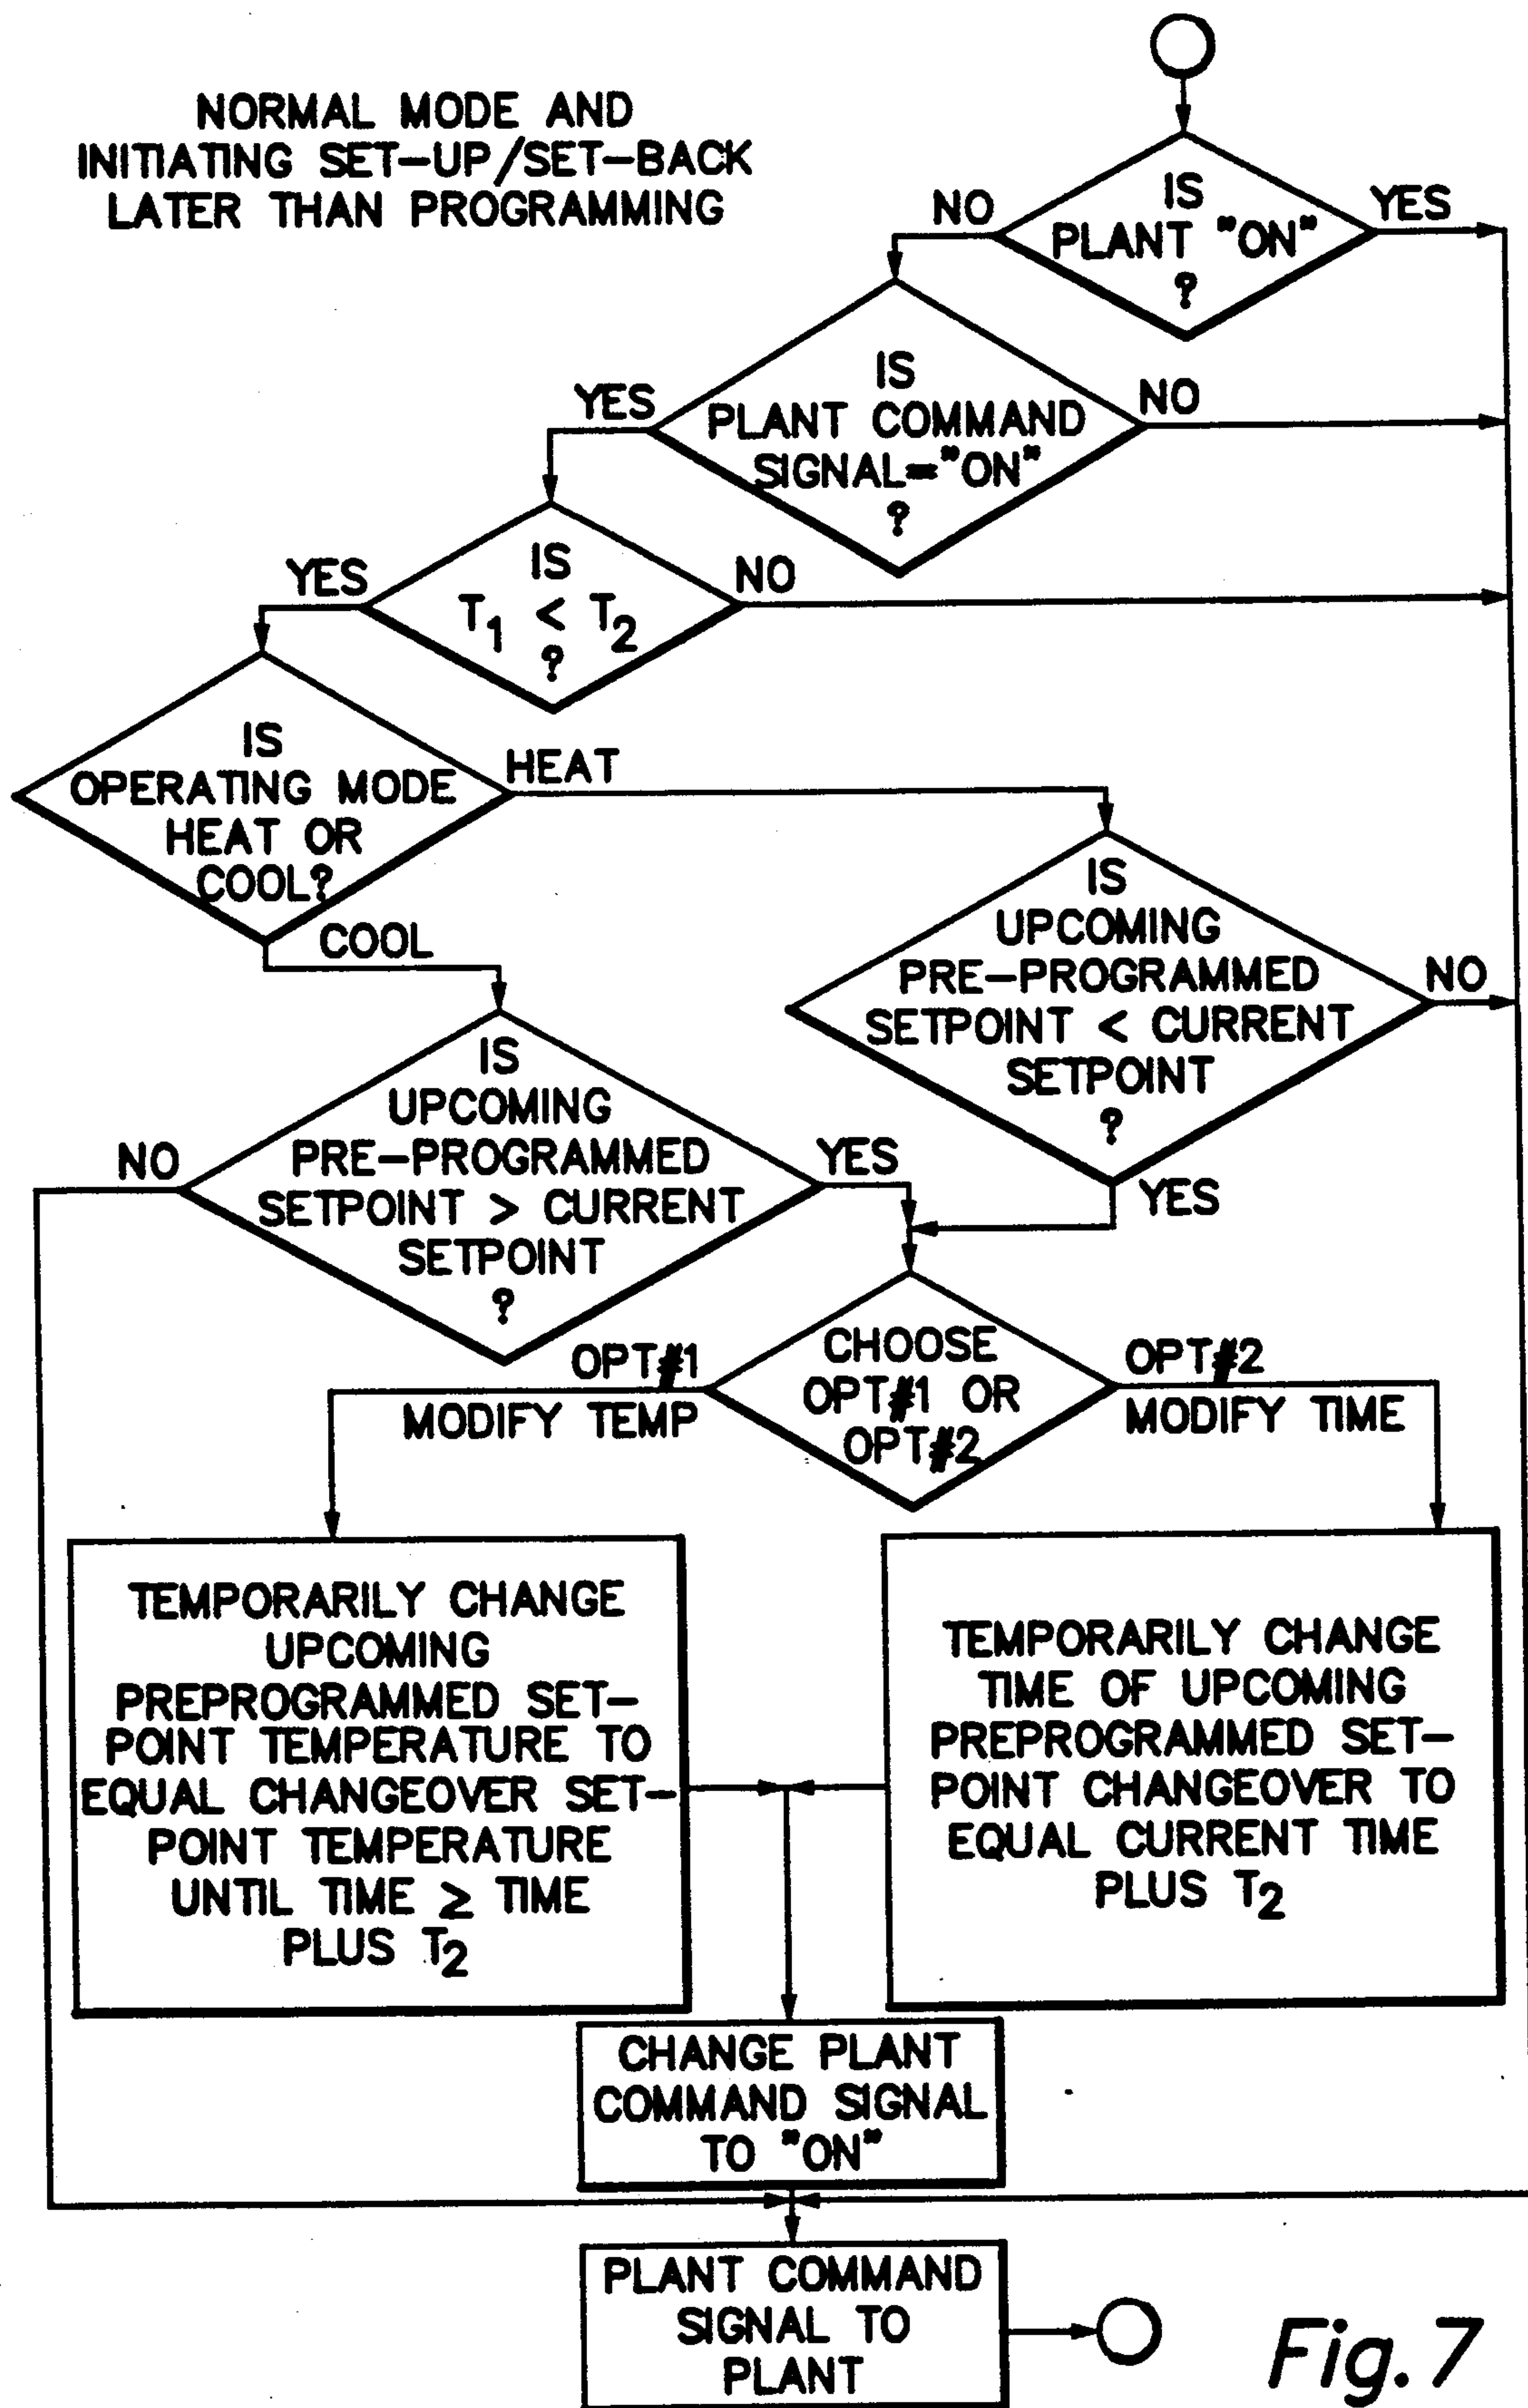 NORMAL MODE AND
INITIATING SET-UP/SET-BACK
LATER THAN PROGRAMMING
IS
PLANT "ON"
?
NO
YES
IS
PLANT COMMAND
SIGNAL="ON"
?
YES
NO
IS
T1 < T2
?
YES
NO
IS
OPERATING MODE
HEAT OR
COOL?
HEAT
COOL
IS
UPCOMING
PRE-PROGRAMMED
SETPOINT < CURRENT
SETPOINT
?
NO
YES
IS
UPCOMING
PRE-PROGRAMMED
SETPOINT > CURRENT
SETPOINT
?
NO
YES
CHOOSE
OPT#1 OR
OPT#2
OPT#1
MODIFY TEMP
OPT#2
MODIFY TIME
TEMPORARILY CHANGE
UPCOMING
PREPROGRAMMED SET-
POINT TEMPERATURE TO
EQUAL CHANGEOVER SET-
POINT TEMPERATURE
UNTIL TIME ≥ TIME
PLUS T2
TEMPORARILY CHANGE
TIME OF UPCOMING
PREPROGRAMMED SET-
POINT CHANGEOVER TO
EQUAL CURRENT TIME
PLUS T2
CHANGE PLANT
COMMAND SIGNAL
TO "ON"
PLANT COMMAND
SIGNAL TO
PLANT
Fig.7